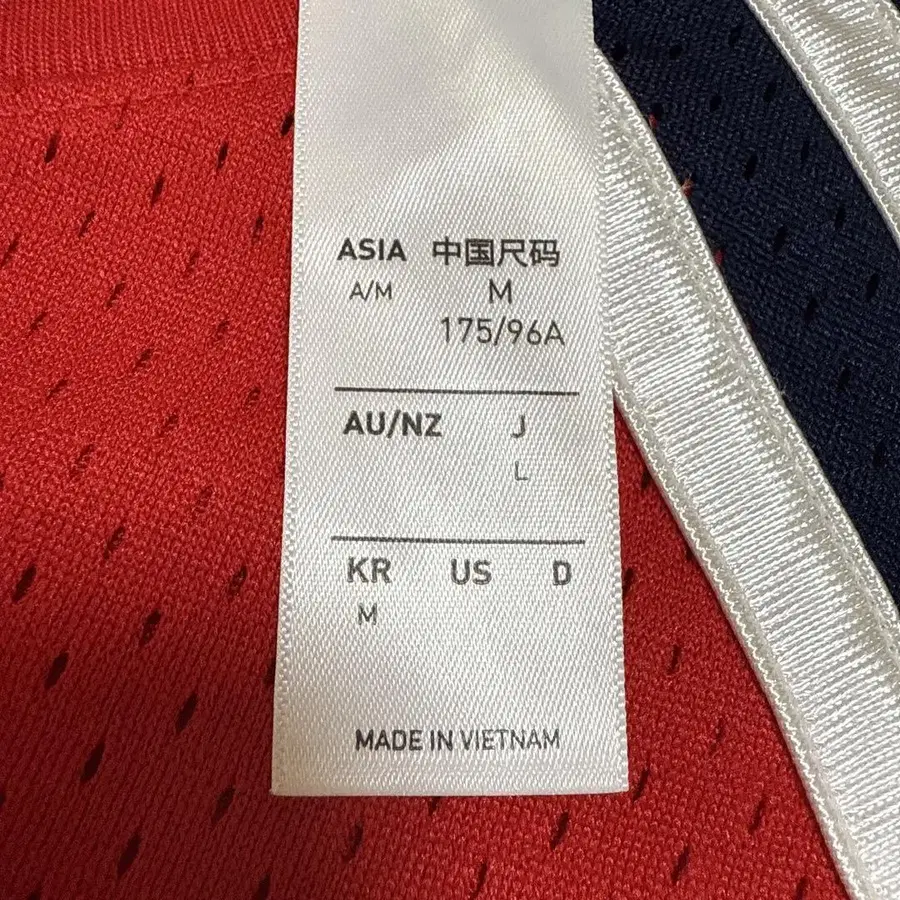 ASIA 中国尺码
A/M M
175/96A
AU/NZ J
L
KR US D
M
MADE IN VIETNAM